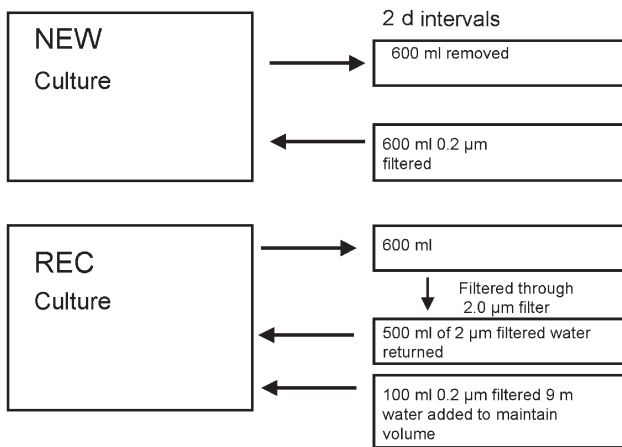 2 d intervals
NEW
Culture
600 ml removed
600 ml 0.2 µm
filtered
REC
Culture
600 ml
Filtered through
2.0 µm filter
500 ml of 2 µm filtered water
returned
100 ml 0.2 µm filtered 9 m
water added to maintain
volume